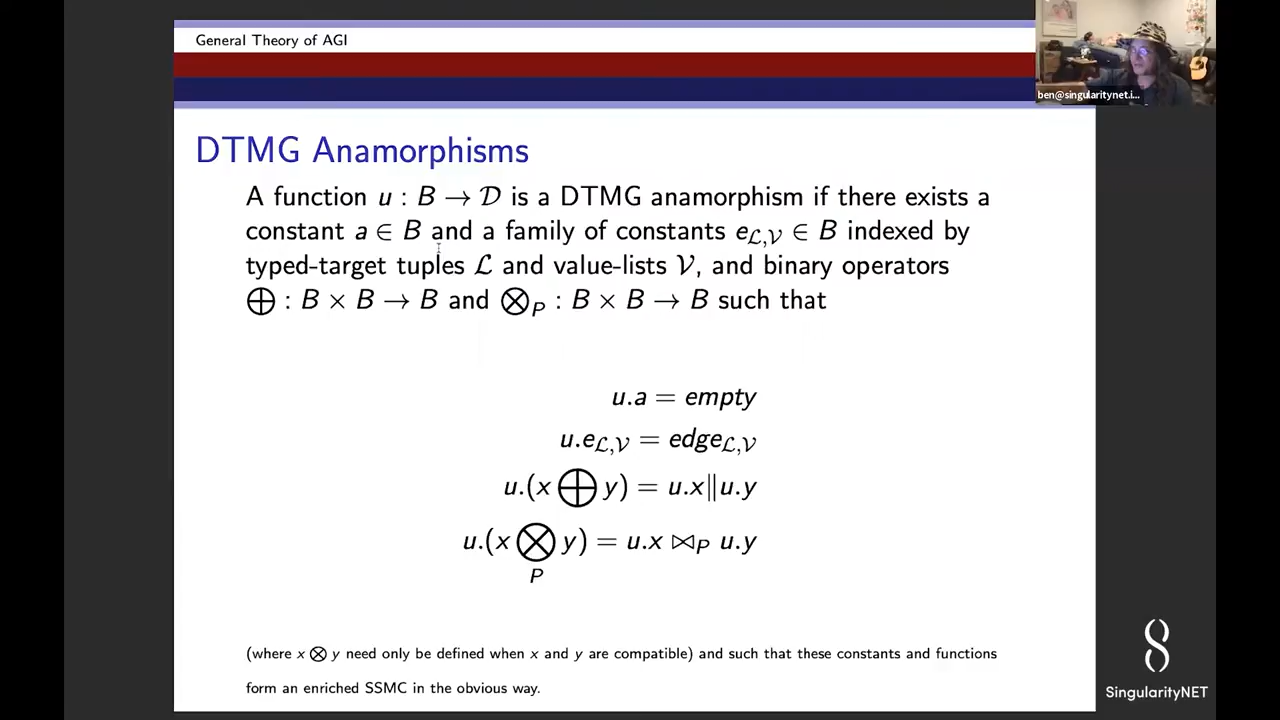 General Theory of AGI
ben@singularitynet.i...
DTMG Anamorphisms
A function u : B → 𝒟 is a DTMG anamorphism if there exists a
constant a ∈ B and a family of constants e_{ℒ,𝒱} ∈ B indexed by
typed-target tuples ℒ and value-lists 𝒱, and binary operators
⊕ : B × B → B and ⊗_P : B × B → B such that
u.a = empty
u.e_{ℒ,𝒱} = edge_{ℒ,𝒱}
u.(x ⊕ y) = u.x‖u.y
u.(x ⊗_P y) = u.x ⋈_P u.y
(where x ⊗ y need only be defined when x and y are compatible) and such that these constants and functions
form an enriched SSMC in the obvious way.
SingularityNET